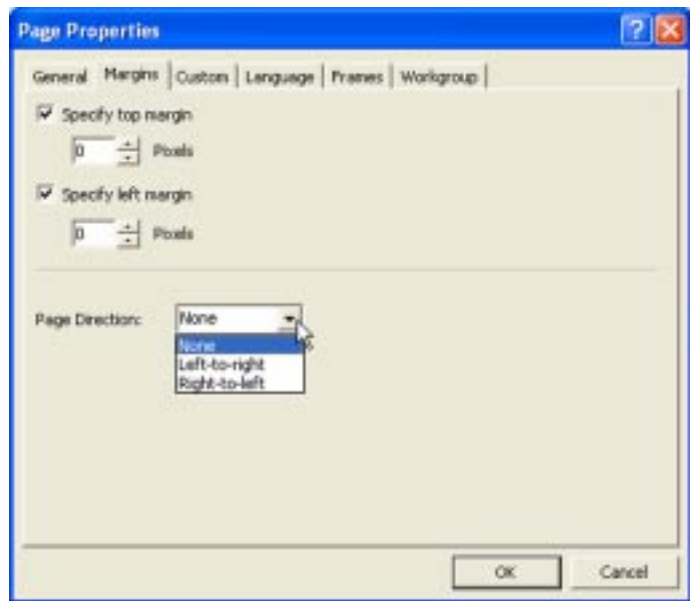 Page Properties
General Margins Custom Language Frames Workgroup
Specify top margin
0 Pixels
Specify left margin
0 Pixels
Page Direction: None
None
Left-to-right
Right-to-left
OK Cancel